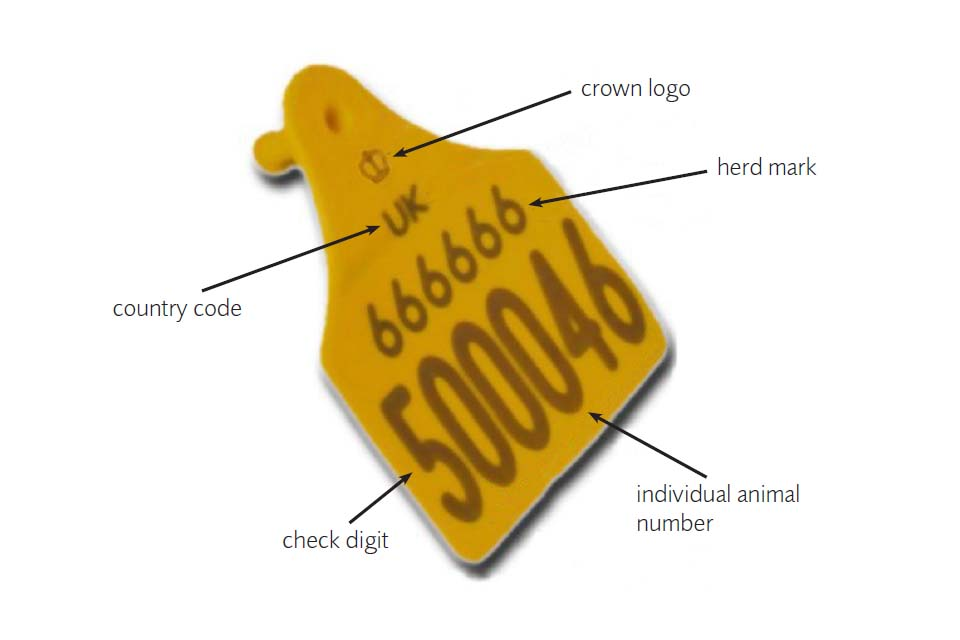 crown logo
herd mark
UK
666666
country code
500046
individual animal
number
check digit